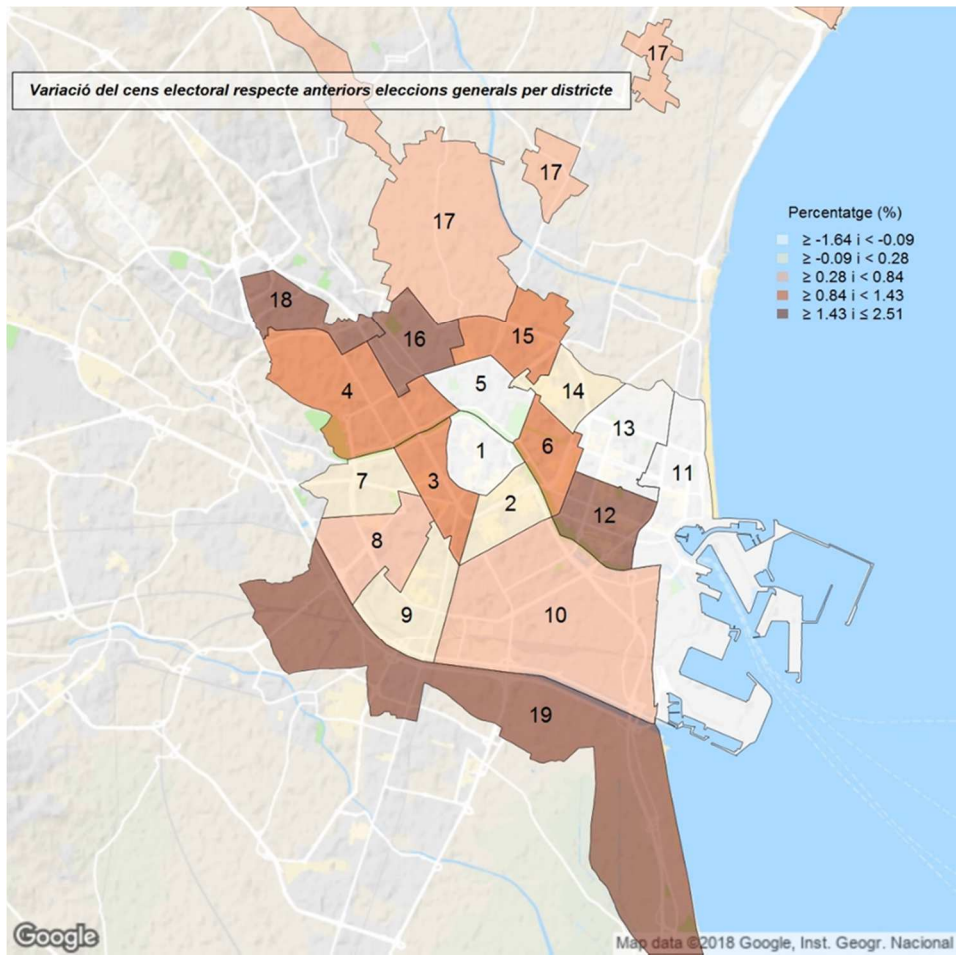 17
Variació del cens electoral respecte anteriors eleccions generals per districte
17
17
Percentatge (%)
≥ -1.64 i < -0.09
≥ -0.09 i < 0.28
≥ 0.28 i < 0.84
≥ 0.84 i < 1.43
≥ 1.43 i ≤ 2.51
18
16
15
4
5
14
13
6
1
11
3
7
2
12
8
9
10
19
Google
Map data ©2018 Google, Inst. Geogr. Nacional